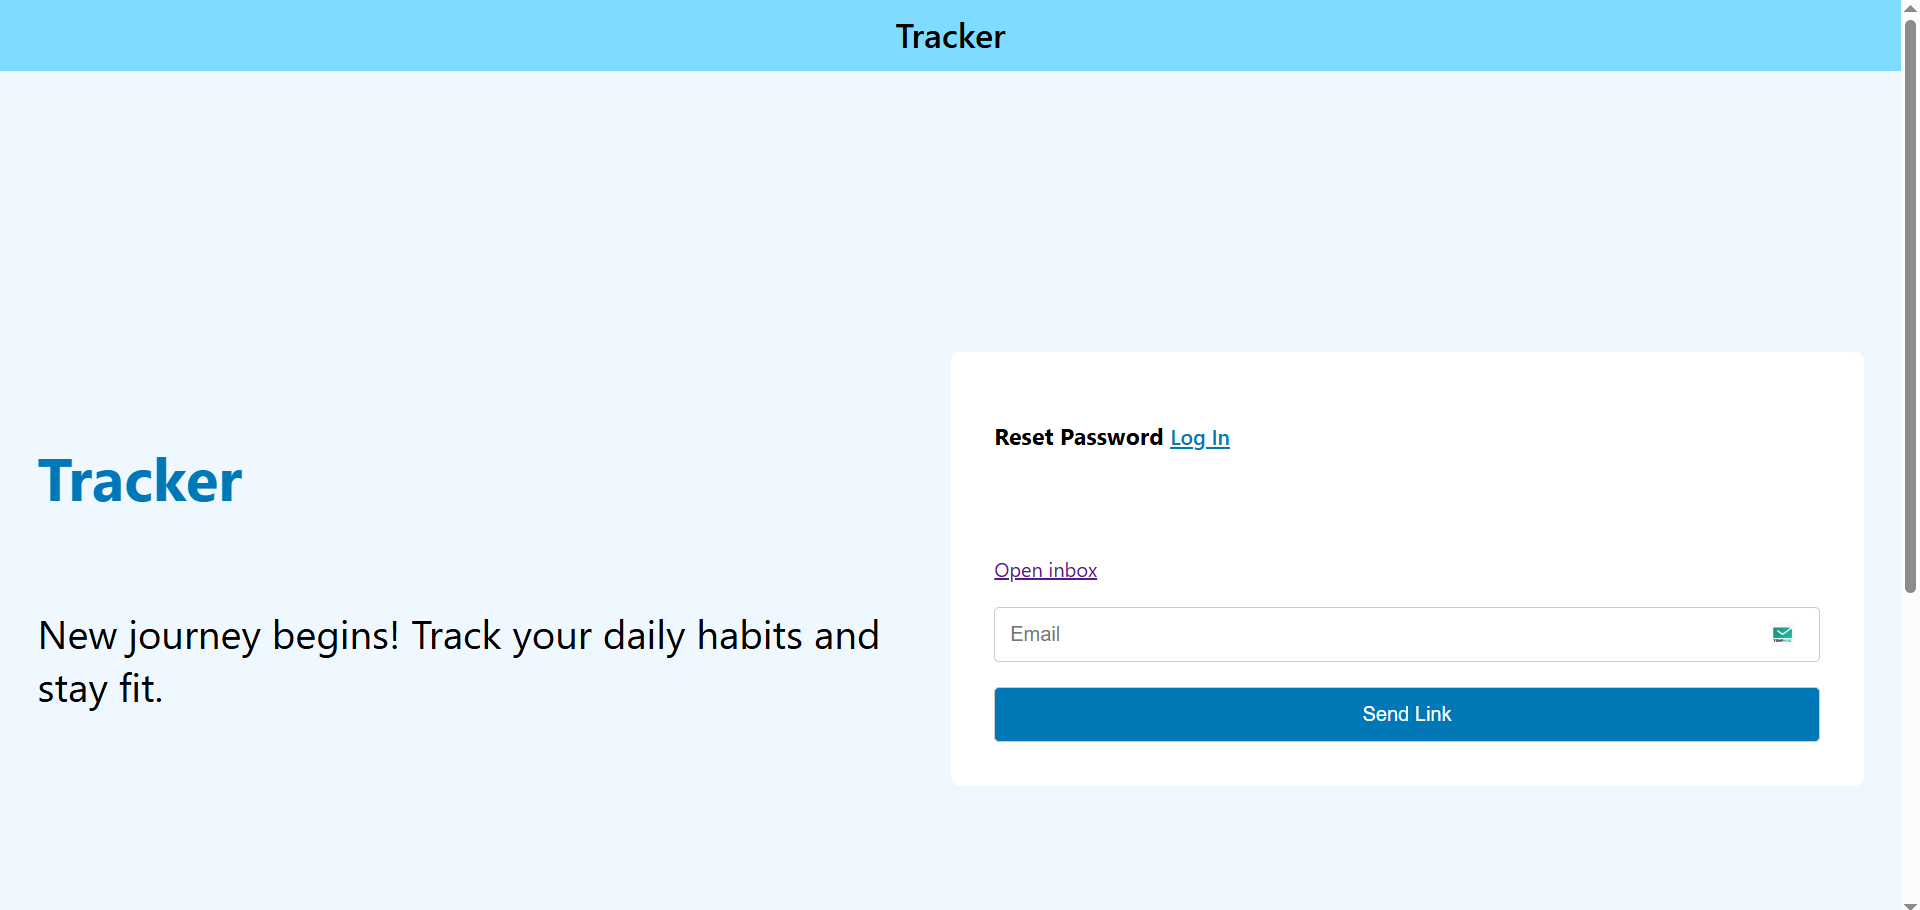 Tracker
Tracker
New journey begins! Track your daily habits and
stay fit.
Reset Password Log In
Open inbox
Email
Send Link